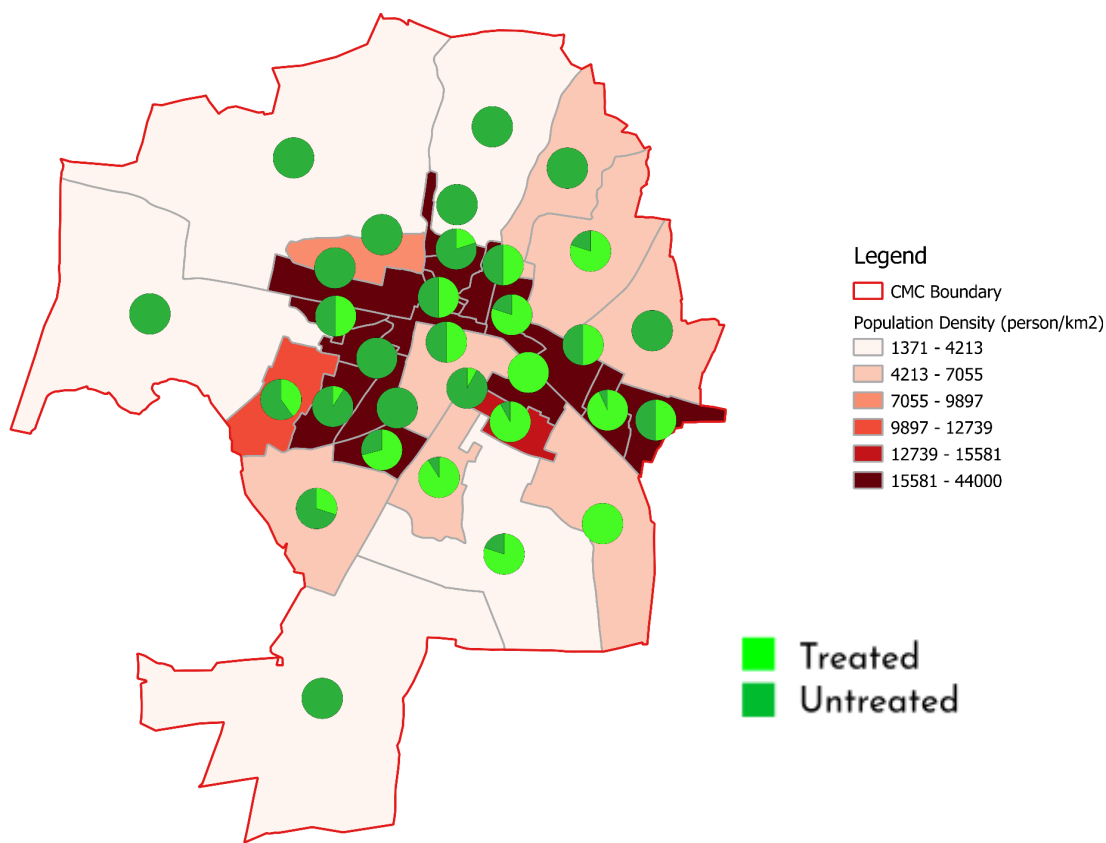 Legend
CMC Boundary
Population Density (person/km2)
1371 - 4213
4213 - 7055
7055 - 9897
9897 - 12739
12739 - 15581
15581 - 44000
Treated
Untreated